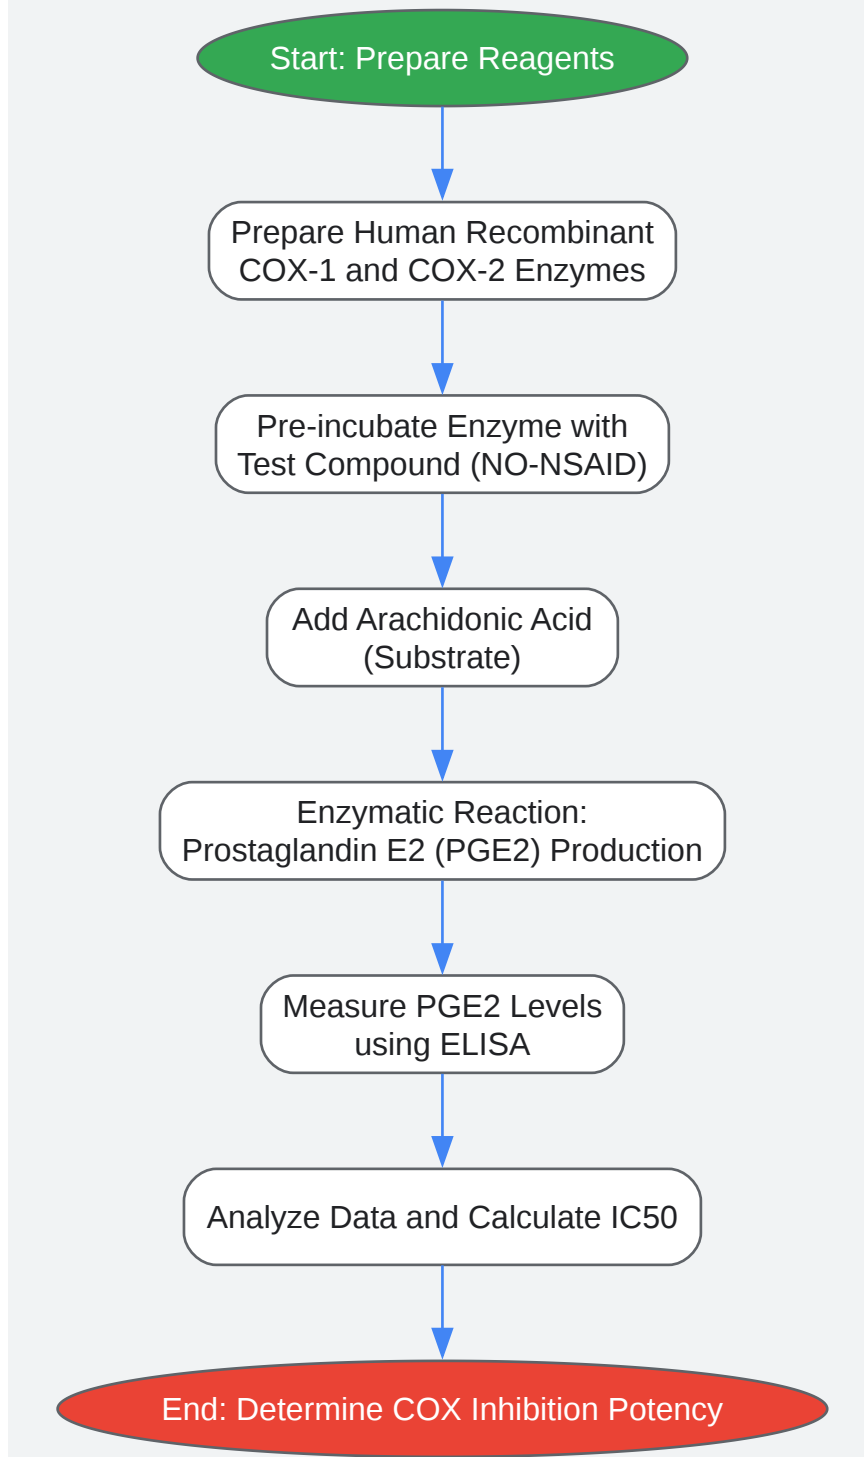 Start: Prepare Reagents
Prepare Human Recombinant
COX-1 and COX-2 Enzymes
Pre-incubate Enzyme with
Test Compound (NO-NSAID)
Add Arachidonic Acid
(Substrate)
Enzymatic Reaction:
Prostaglandin E2 (PGE2) Production
Measure PGE2 Levels
using ELISA
Analyze Data and Calculate IC50
End: Determine COX Inhibition Potency